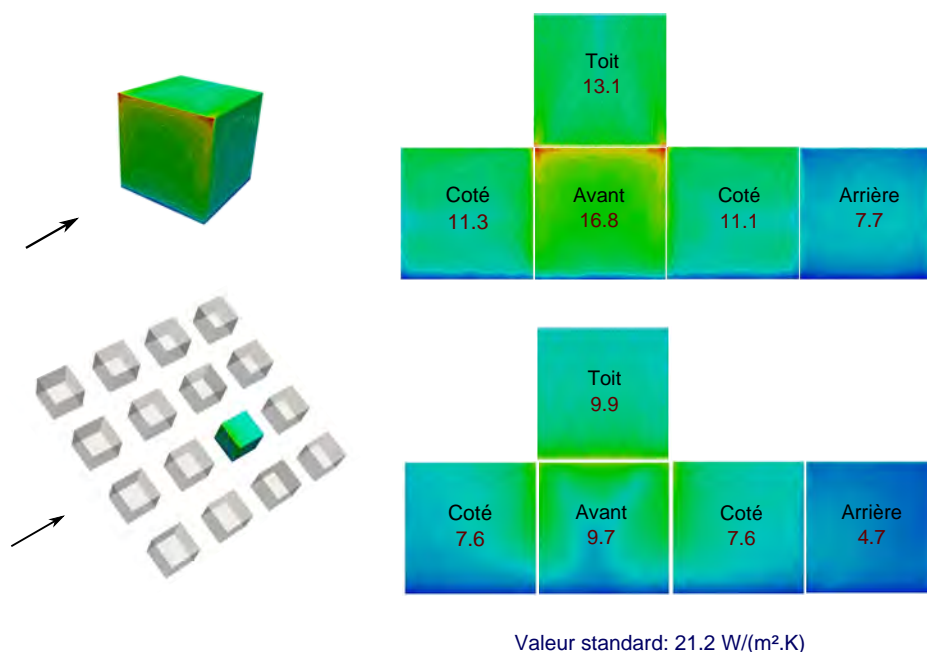 Toit
13.1
Coté
11.3
Avant
16.8
Coté
11.1
Arrière
7.7
Toit
9.9
Coté
7.6
Avant
9.7
Coté
7.6
Arrière
4.7
Valeur standard: 21.2 W/(m².K)